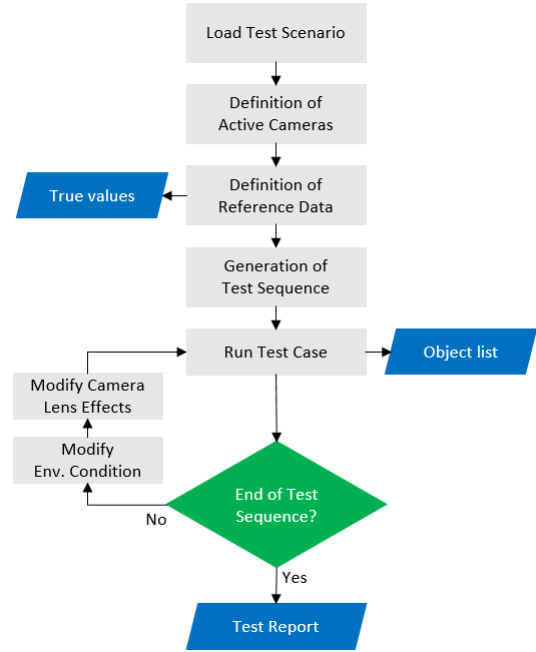 Load Test Scenario
Definition of
Active Cameras
True values
Definition of
Reference Data
Generation of
Test Sequence
Run Test Case
Object list
Modify Camera
Lens Effects
Modify
Env. Condition
End of Test
Sequence?
No
Yes
Test Report